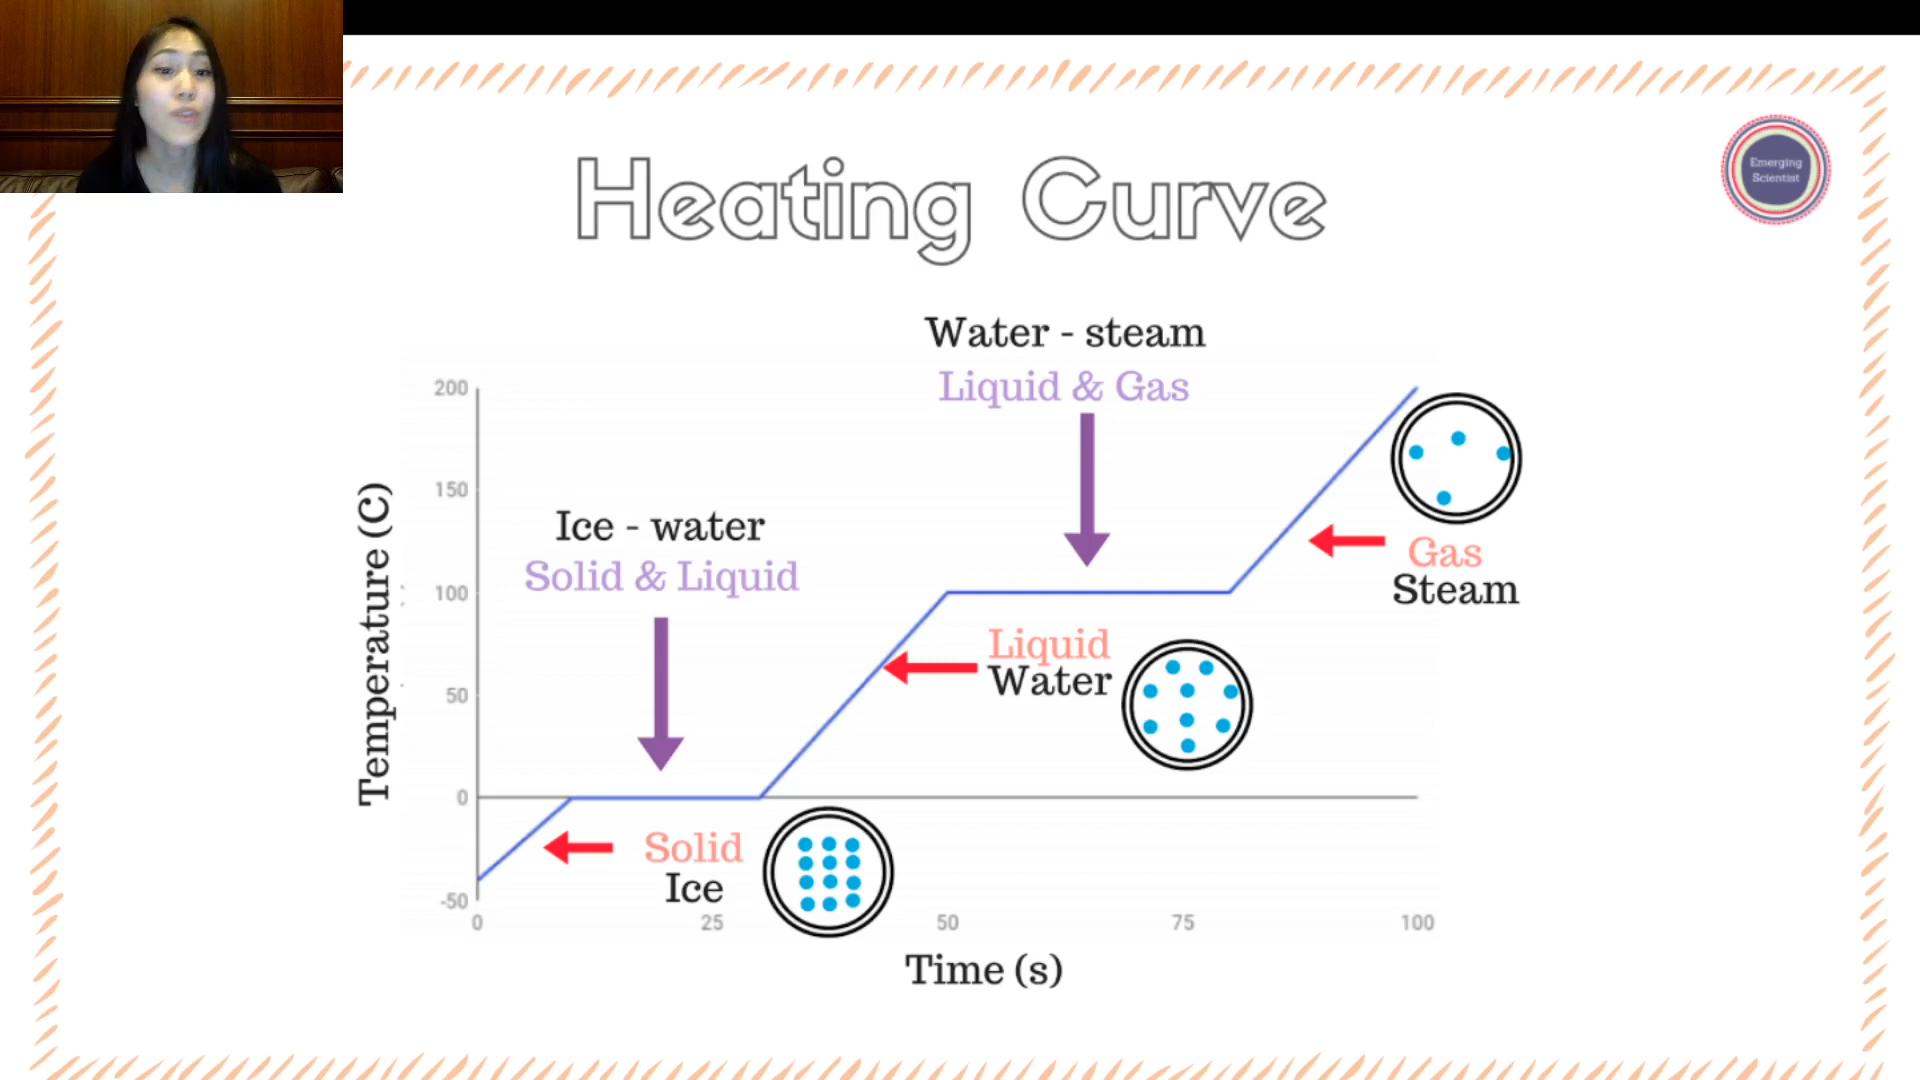 Emerging
Scientist
Heating Curve
Water - steam
Liquid & Gas
Ice - water
Solid & Liquid
Gas
Steam
Liquid
Water
Solid
Ice
Temperature (C)
200
150
100
50
0
-50
0 25 50 75 100
Time (s)